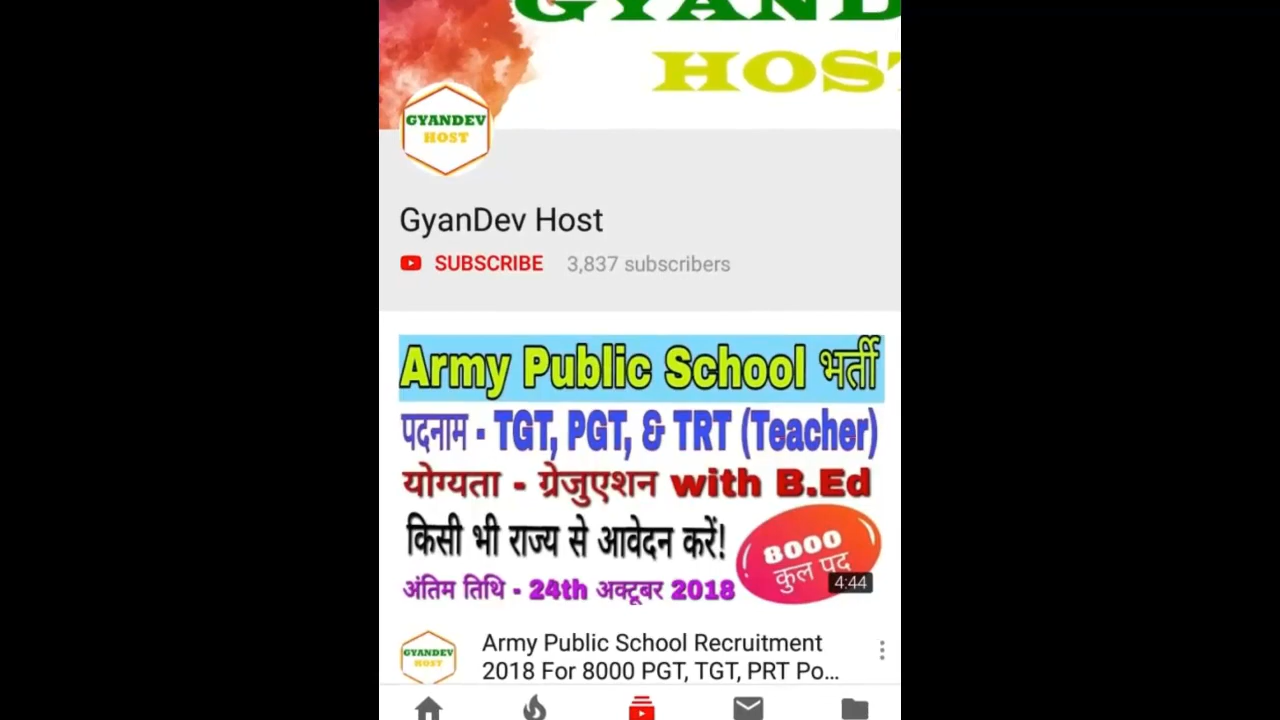 GYAND
HOST
GYANDEV
HOST
GyanDev Host
SUBSCRIBE 3,837 subscribers
Army Public School भर्ती
पदनाम - TGT, PGT, & TRT (Teacher)
योग्यता - ग्रेजुएशन with B.Ed
किसी भी राज्य से आवेदन करें!
8000
कुल पद
अंतिम तिथि - 24th अक्टूबर 2018
4:44
GYANDEV
HOST
Army Public School Recruitment
2018 For 8000 PGT, TGT, PRT Po...